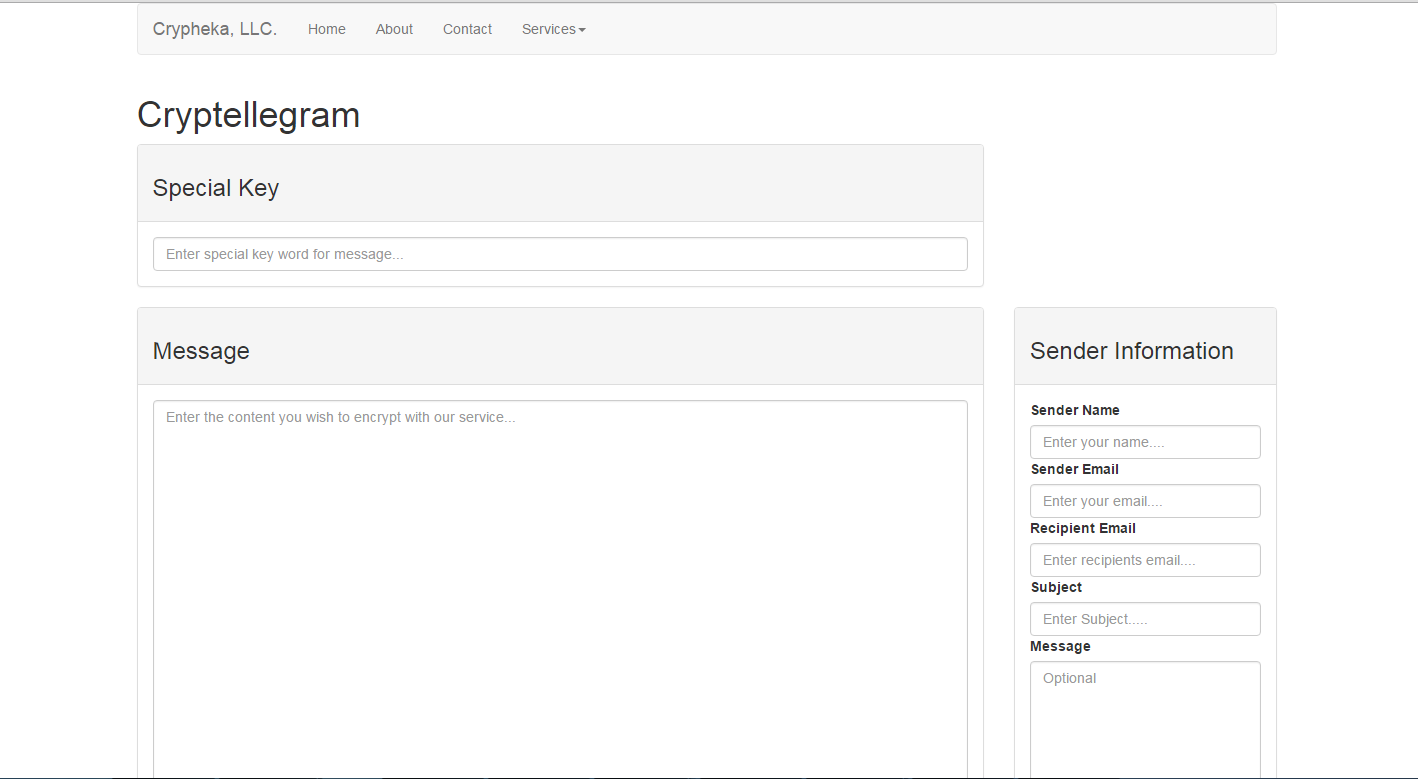 Crypheka, LLC. Home About Contact Services
Cryptellegram
Special Key
Enter special key word for message...
Message
Enter the content you wish to encrypt with our service...
Sender Information
Sender Name
Enter your name....
Sender Email
Enter your email....
Recipient Email
Enter recipients email....
Subject
Enter Subject.....
Message
Optional